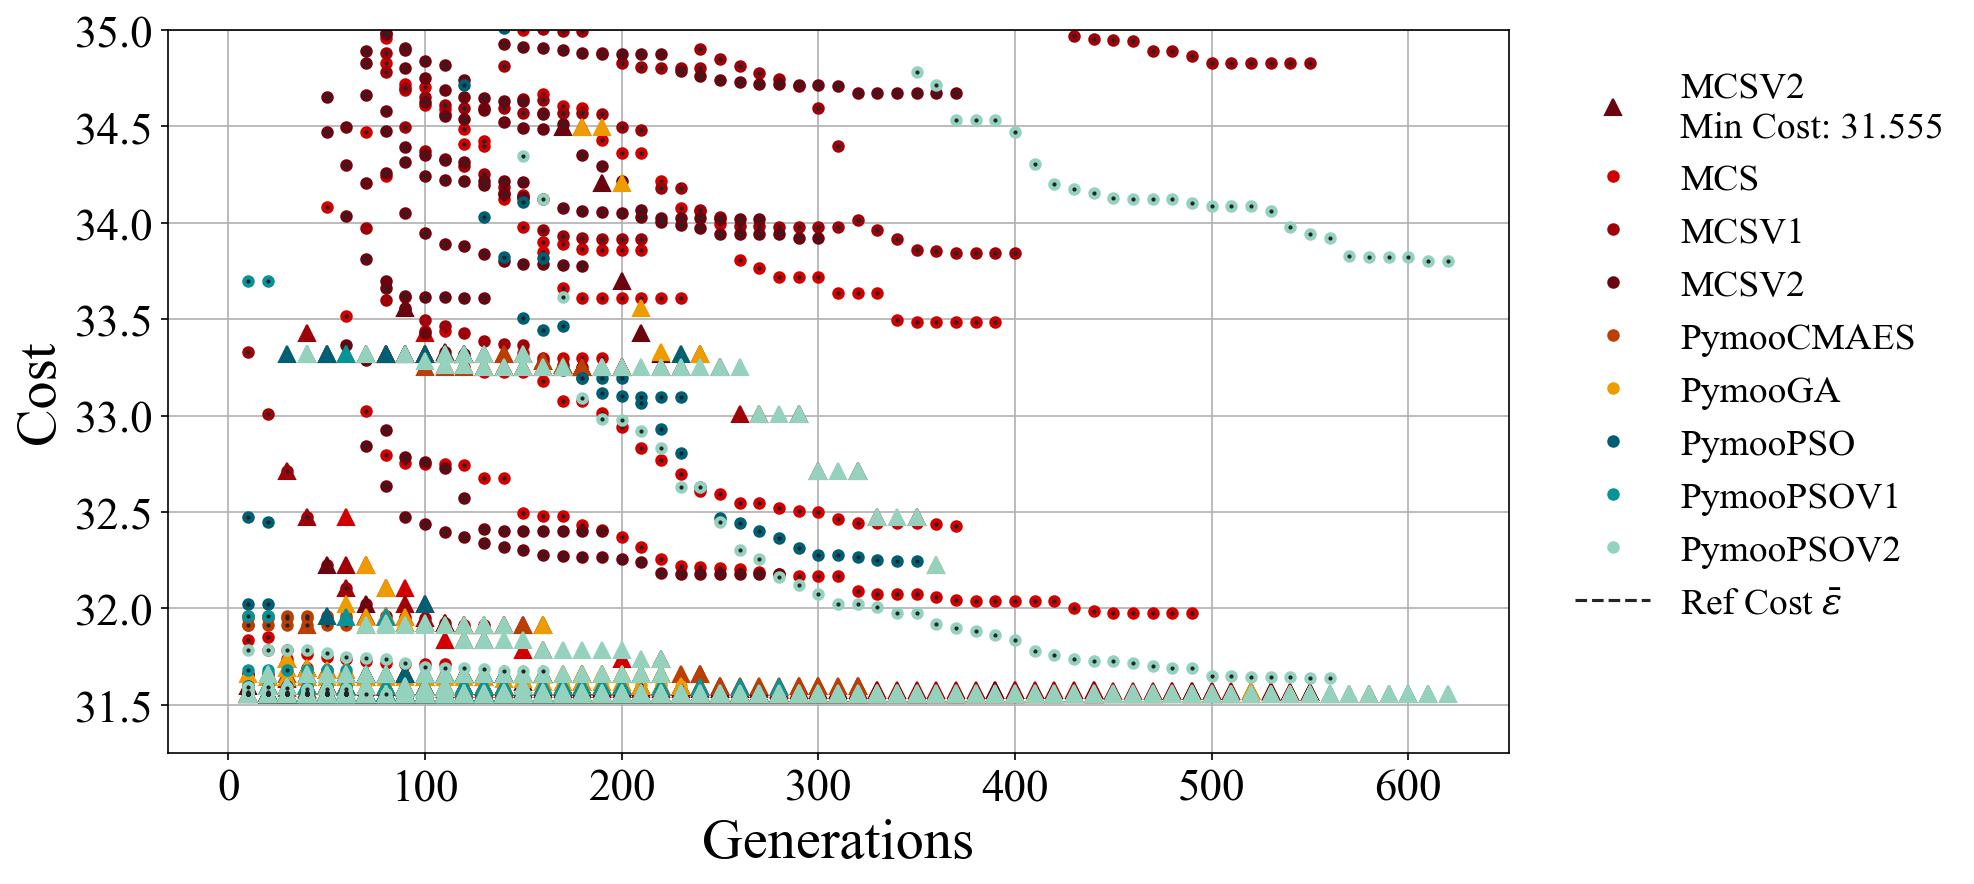 35.0
34.5
34.0
33.5
33.0
32.5
32.0
31.5
Cost
0 100 200 300 400 500 600
Generations
MCSV2
Min Cost: 31.555
MCS
MCSV1
MCSV2
PymooCMAES
PymooGA
PymooPSO
PymooPSOV1
PymooPSOV2
Ref Cost ε̄